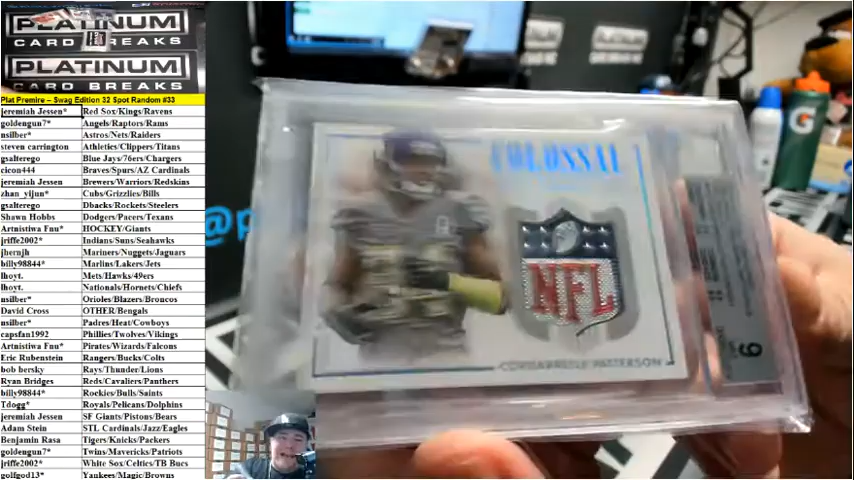 PLATINUM
CARD BREAKS
PLATINUM
CARD BREAKS
Plat Premire – Swag Edition 32 Spot Random #33
jeremiah Jessen* Red Sox/Kings/Ravens
goldengun7* Angels/Raptors/Rams
nsilber* Astros/Nets/Raiders
steven carrington Athletics/Clippers/Titans
gsalterego Blue Jays/76ers/Chargers
cicon444 Braves/Spurs/AZ Cardinals
jeremiah Jessen Brewers/Warriors/Redskins
zhan_yijun* Cubs/Grizzlies/Bills
gsalterego Dbacks/Rockets/Steelers
Shawn Hobbs Dodgers/Pacers/Texans
Artnistiwa Fnu* HOCKEY/Giants
jriffe2002* Indians/Suns/Seahawks
jhernjh Mariners/Nuggets/Jaguars
billy98844* Marlins/Lakers/Jets
lhoyt. Mets/Hawks/49ers
lhoyt. Nationals/Hornets/Chiefs
nsilber* Orioles/Blazers/Broncos
David Cross OTHER/Bengals
nsilber* Padres/Heat/Cowboys
capsfan1992 Phillies/Twolves/Vikings
Artnistiwa Fnu* Pirates/Wizards/Falcons
Eric Rubenstein Rangers/Bucks/Colts
bob bersky Rays/Thunder/Lions
Ryan Bridges Reds/Cavaliers/Panthers
billy98844* Rockies/Bulls/Saints
Tdogg* Royals/Pelicans/Dolphins
jeremiah Jessen SF Giants/Pistons/Bears
Adam Stein STL Cardinals/Jazz/Eagles
Benjamin Rasa Tigers/Knicks/Packers
goldengun7* Twins/Mavericks/Patriots
jriffe2002* White Sox/Celtics/TB Bucs
golfgod13* Yankees/Magic/Browns
COLOSSAL
NFL
CORDARRELLE PATTERSON
9
G
@p